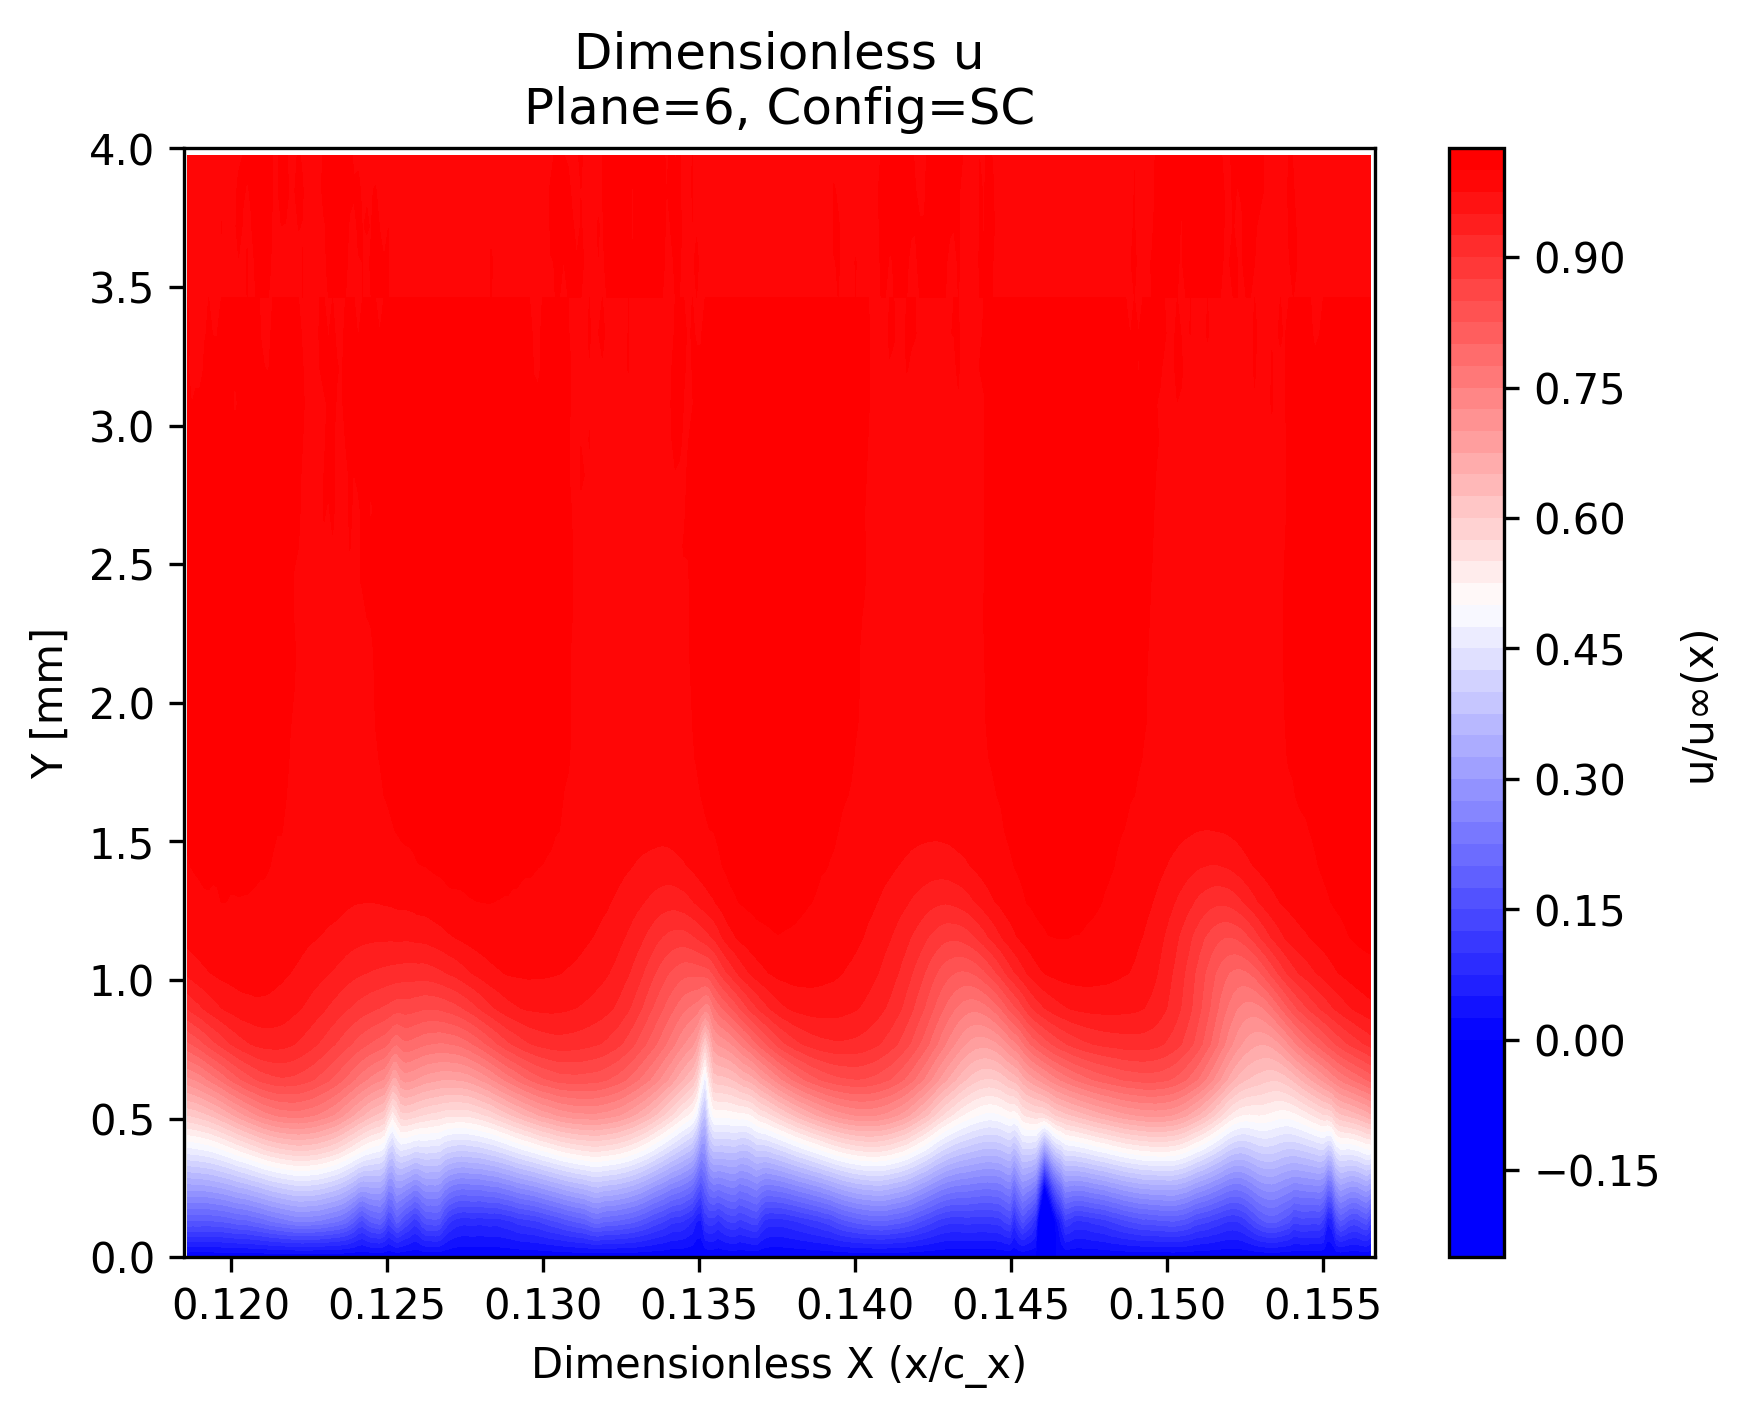 Dimensionless u
Plane=6, Config=SC
4.0
3.5
3.0
2.5
2.0
1.5
1.0
0.5
0.0
Y [mm]
0.120 0.125 0.130 0.135 0.140 0.145 0.150 0.155
Dimensionless X (x/c_x)
0.90
0.75
0.60
0.45
0.30
0.15
0.00
−0.15
u/u∞(x)